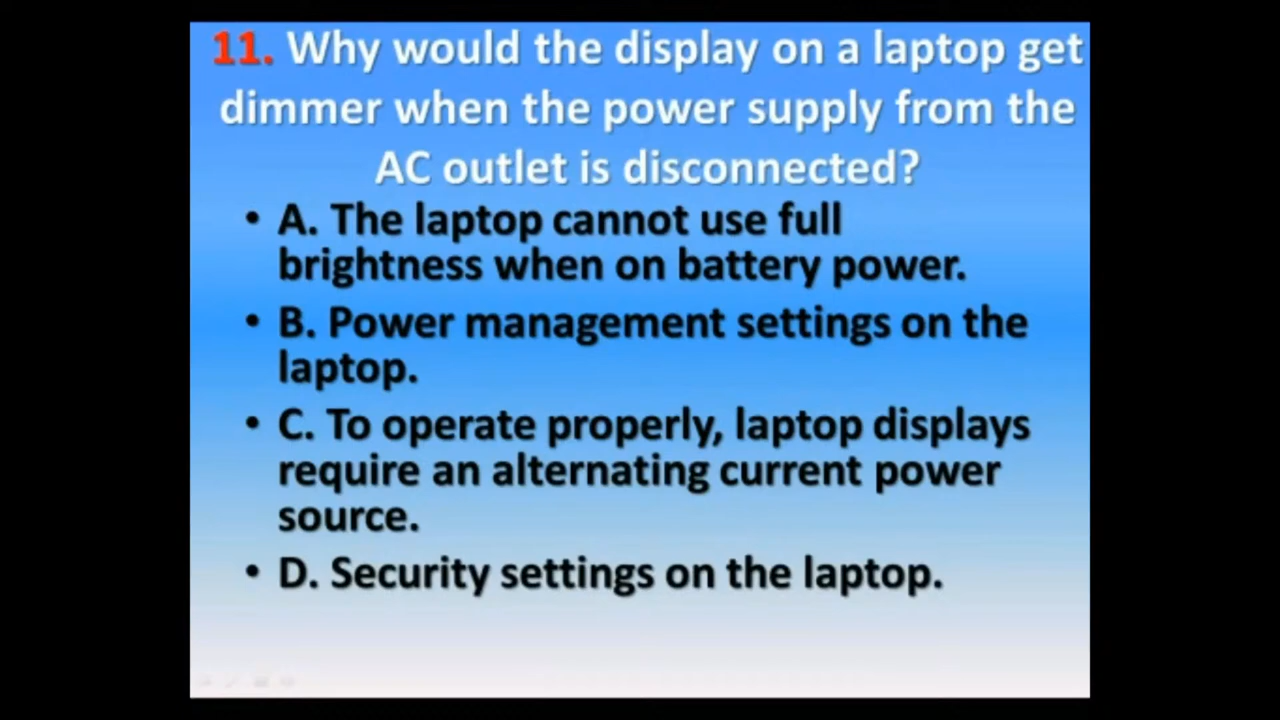 11. Why would the display on a laptop get
dimmer when the power supply from the
AC outlet is disconnected?
• A. The laptop cannot use full
brightness when on battery power.
• B. Power management settings on the
laptop.
• C. To operate properly, laptop displays
require an alternating current power
source.
• D. Security settings on the laptop.